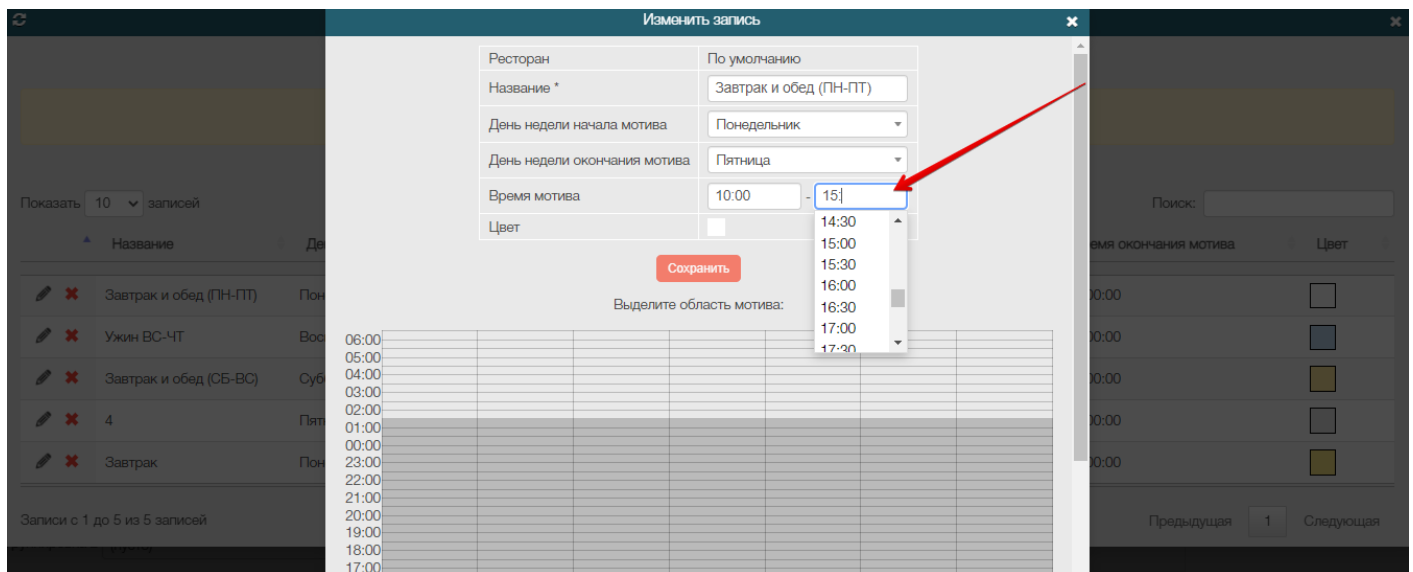 Изменить запись
Ресторан По умолчанию
Название * Завтрак и обед (ПН-ПТ)
День недели начала мотива Понедельник
День недели окончания мотива Пятница
Время мотива 10:00 - 15:
Цвет
14:30
15:00
15:30
16:00
16:30
17:00
17:30
Сохранить
Выделите область мотива:
06:00
05:00
04:00
03:00
02:00
01:00
00:00
23:00
22:00
21:00
20:00
19:00
18:00
17:00
Показать 10 записей
Поиск:
Название
Цвет
Завтрак и обед (ПН-ПТ)
Ужин ВС-ЧТ
Завтрак и обед (СБ-ВС)
4
Завтрак
Записи с 1 до 5 из 5 записей
Предыдущая 1 Следующая